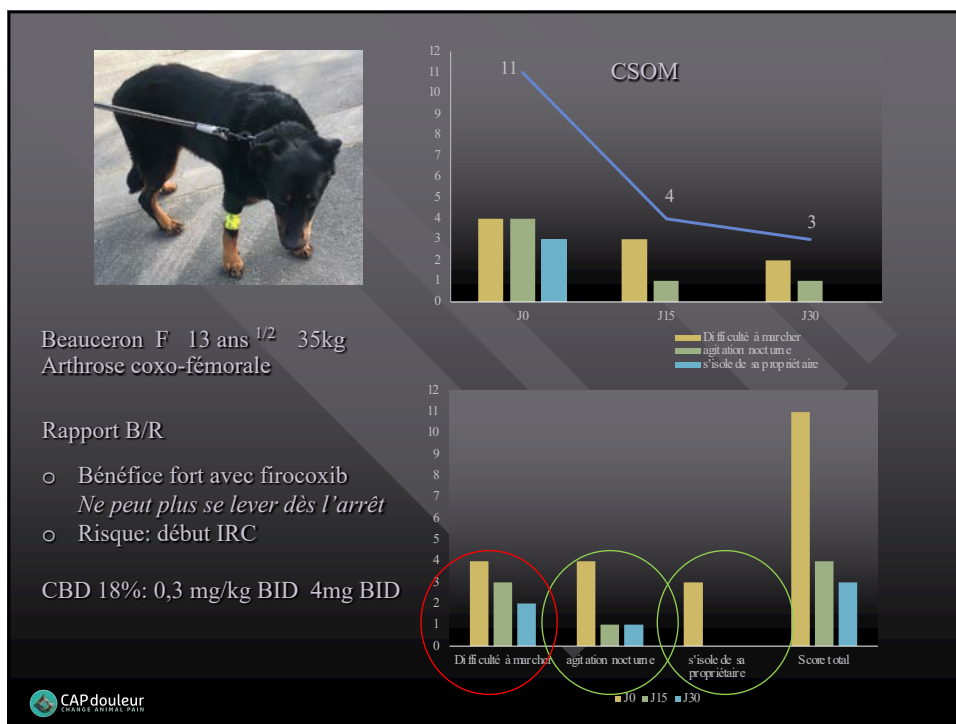 CSOM
12
11
10
9
8
7
6
5
4
3
2
1
0
11
4
3
J0 J15 J30
Difficulté à marcher
agitation nocturne
s'isole de sa propriétaire
Beauceron F 13 ans 1/2 35kg
Arthrose coxo-fémorale
Rapport B/R
o Bénéfice fort avec firocoxib
Ne peut plus se lever dès l'arrêt
o Risque: début IRC
CBD 18%: 0,3 mg/kg BID 4mg BID
12
11
10
9
8
7
6
5
4
3
2
1
0
Difficulté à marcher agitation nocturne s'isole de sa Score total
propriétaire
J0 J15 J30
CAPdouleur
CHANGE ANIMAL PAIN